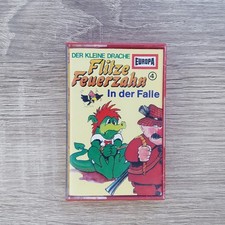 DER KLEINE DRACHE
EUROPA
Flitze
Feuerzahn
4
In der Falle